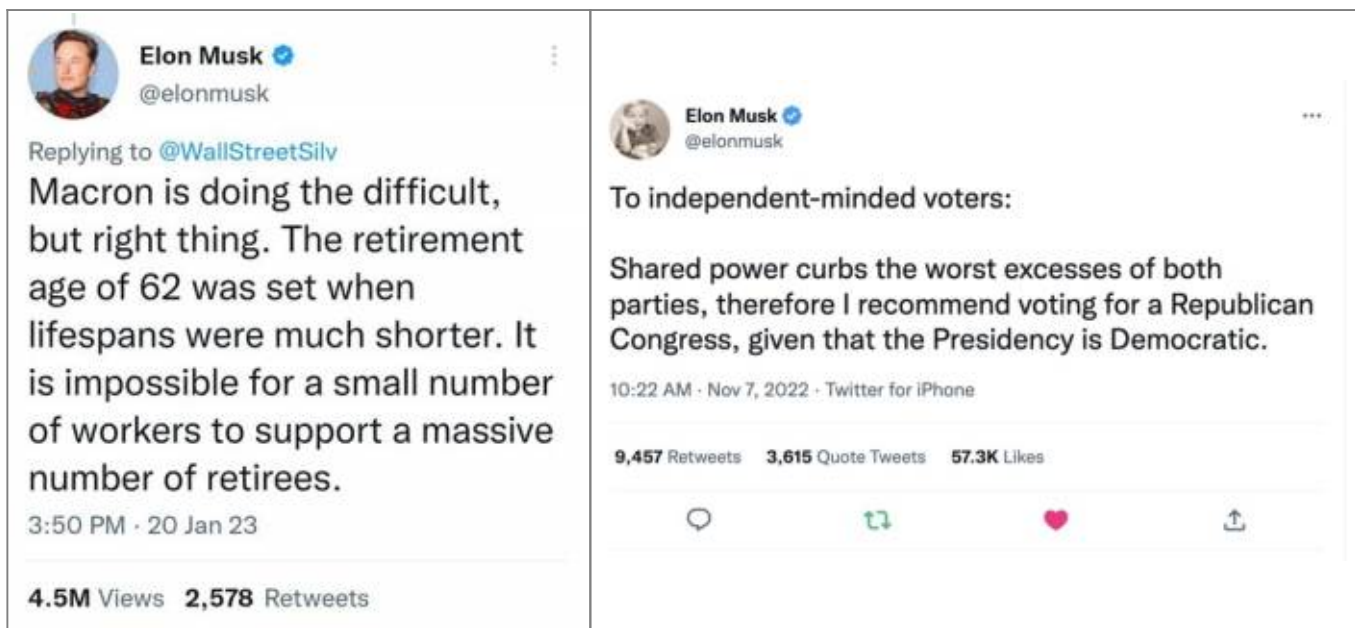 Elon Musk
@elonmusk
Replying to @WallStreetSilv
Macron is doing the difficult,
but right thing. The retirement
age of 62 was set when
lifespans were much shorter. It
is impossible for a small number
of workers to support a massive
number of retirees.
3:50 PM · 20 Jan 23
4.5M Views 2,578 Retweets
Elon Musk
@elonmusk
To independent-minded voters:
Shared power curbs the worst excesses of both
parties, therefore I recommend voting for a Republican
Congress, given that the Presidency is Democratic.
10:22 AM · Nov 7, 2022 · Twitter for iPhone
9,457 Retweets 3,615 Quote Tweets 57.3K Likes